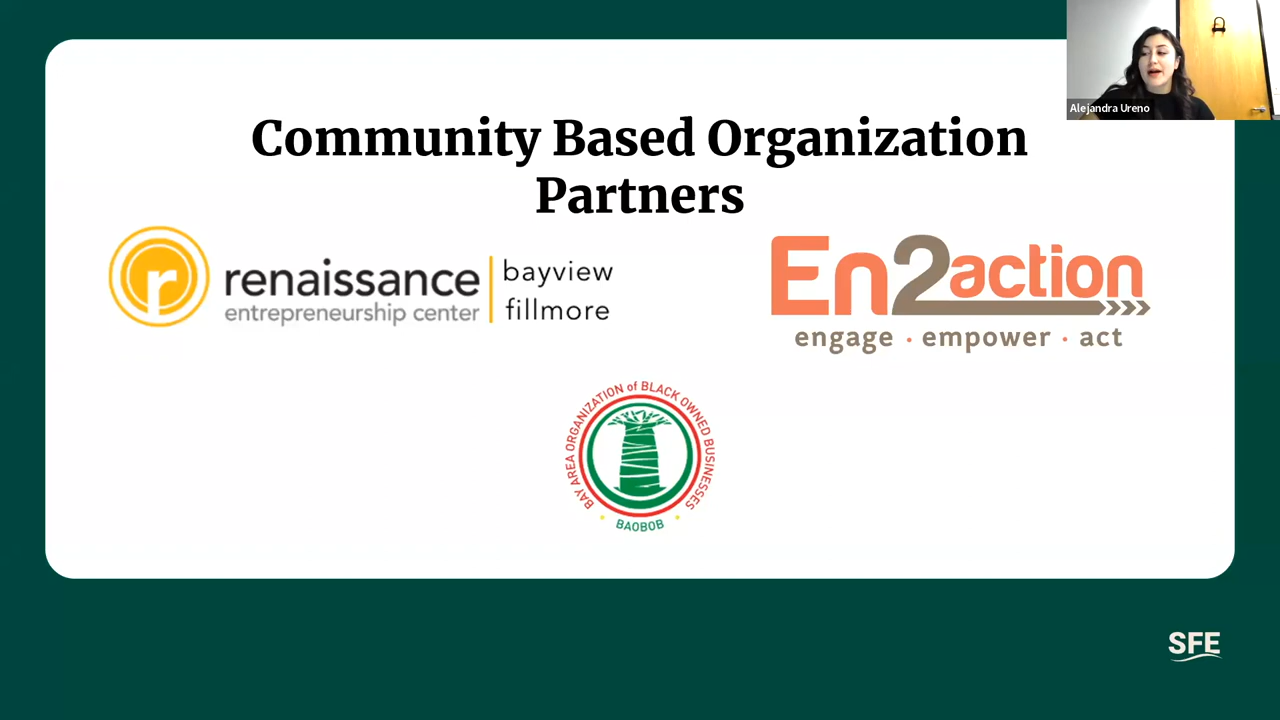 Alejandra Ureno
Community Based Organization
Partners
r
renaissance
entrepreneurship center
bayview
fillmore
En2action
engage • empower • act
BAY AREA ORGANIZATION of BLACK OWNED BUSINESSES
• BAOBOB •
SFE